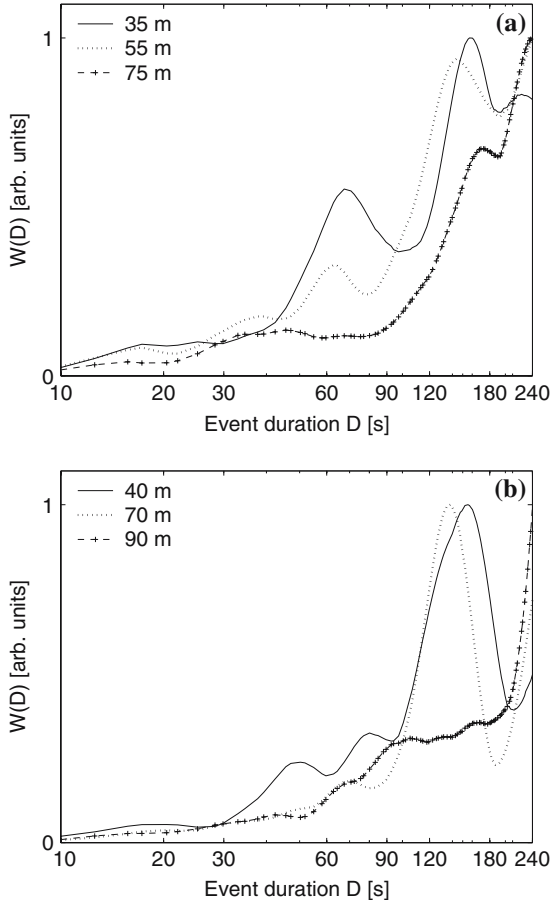 (a)
35 m
55 m
75 m
1
W(D) [arb. units]
0
10 20 30 60 90 120 180 240
Event duration D [s]
(b)
40 m
70 m
90 m
1
W(D) [arb. units]
0
10 20 30 60 90 120 180 240
Event duration D [s]